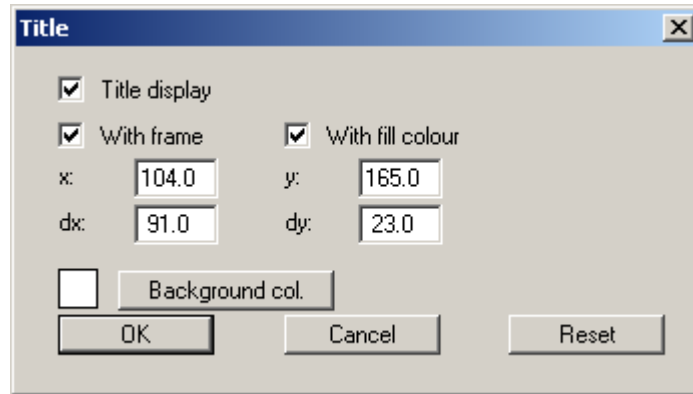 Title
Title display
With frame With fill colour
x: 104.0 y: 165.0
dx: 91.0 dy: 23.0
Background col.
OK Cancel Reset